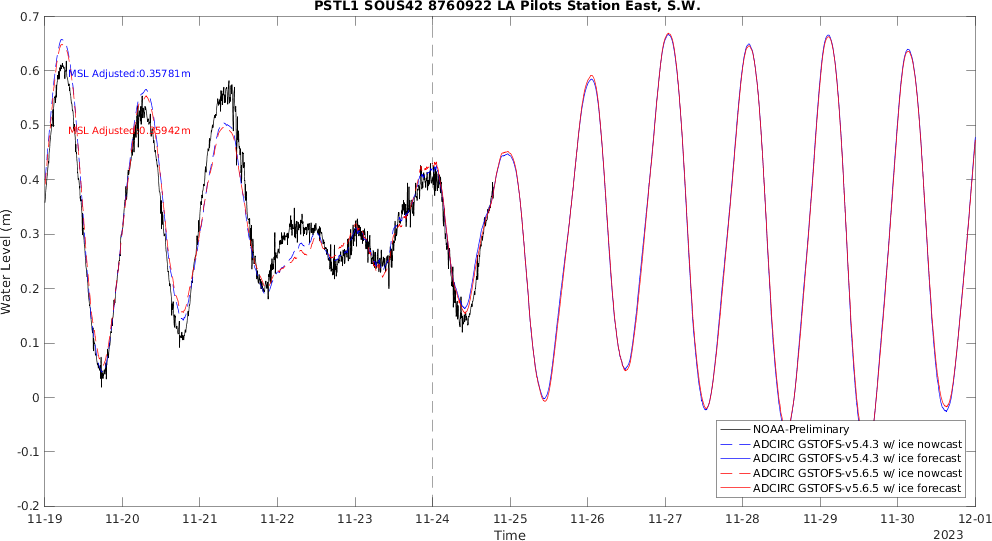 PSTL1 SOUS42 8760922 LA Pilots Station East, S.W.
0.7
0.6
0.5
0.4
0.3
0.2
0.1
0
-0.1
-0.2
Water Level (m)
MSL Adjusted:0.35781m
MSL Adjusted:0.35942m
NOAA-Preliminary
ADCIRC GSTOFS-v5.4.3 w/ ice nowcast
ADCIRC GSTOFS-v5.4.3 w/ ice forecast
ADCIRC GSTOFS-v5.6.5 w/ ice nowcast
ADCIRC GSTOFS-v5.6.5 w/ ice forecast
11-19 11-20 11-21 11-22 11-23 11-24 11-25 11-26 11-27 11-28 11-29 11-30 12-01
Time
2023